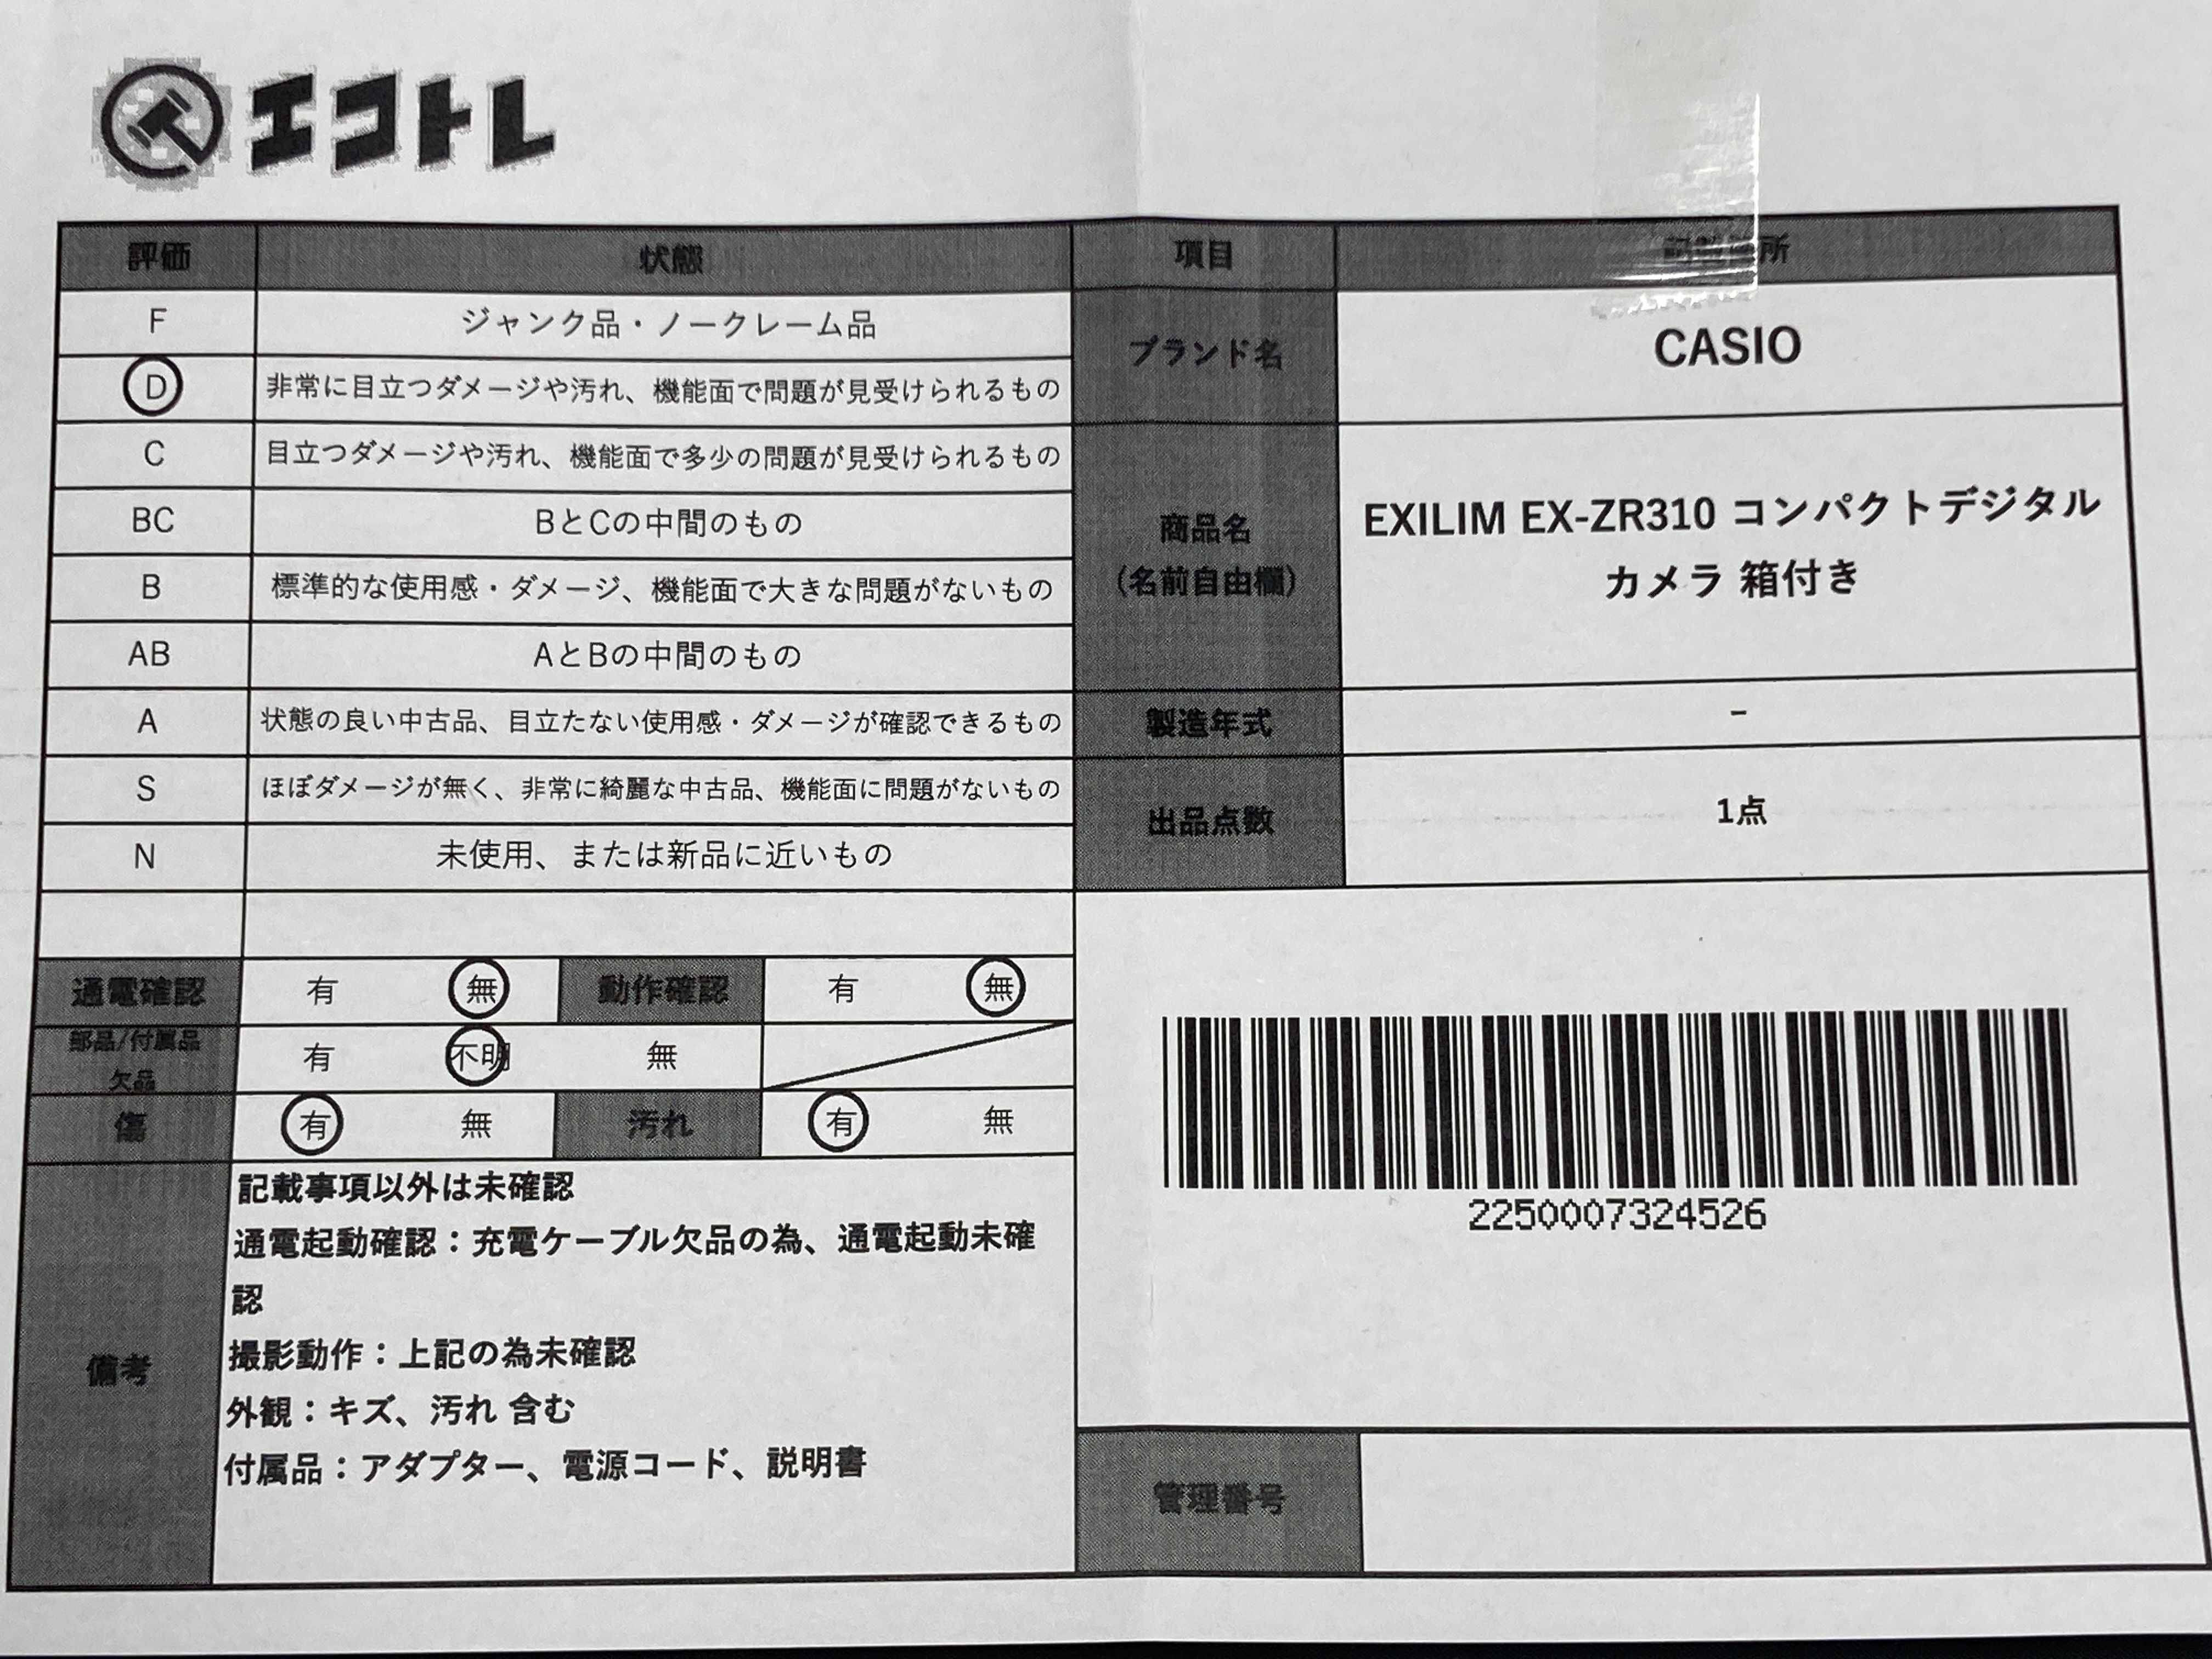 エコトレ
評価 状態
F ジャンク品・ノークレーム品
D 非常に目立つダメージや汚れ、機能面で問題が見受けられるもの
C 目立つダメージや汚れ、機能面で多少の問題が見受けられるもの
BC BとCの中間のもの
B 標準的な使用感・ダメージ、機能面で大きな問題がないもの
AB AとBの中間のもの
A 状態の良い中古品、目立たない使用感・ダメージが確認できるもの
S ほぼダメージが無く、非常に綺麗な中古品、機能面に問題がないもの
N 未使用、または新品に近いもの
通電確認 有 無 動作確認 有 無
部品/付属品
欠品 有 不明 無
傷 有 無 汚れ 有 無
備考
記載事項以外は未確認
通電起動確認：充電ケーブル欠品の為、通電起動未確
認
撮影動作：上記の為未確認
外観：キズ、汚れ 含む
付属品：アダプター、電源コード、説明書
項目
ブランド名 CASIO
商品名
(名前自由欄)
EXILIM EX-ZR310 コンパクトデジタル
カメラ 箱付き
製造年式 −
出品点数 1点
2250007324526
管理番号